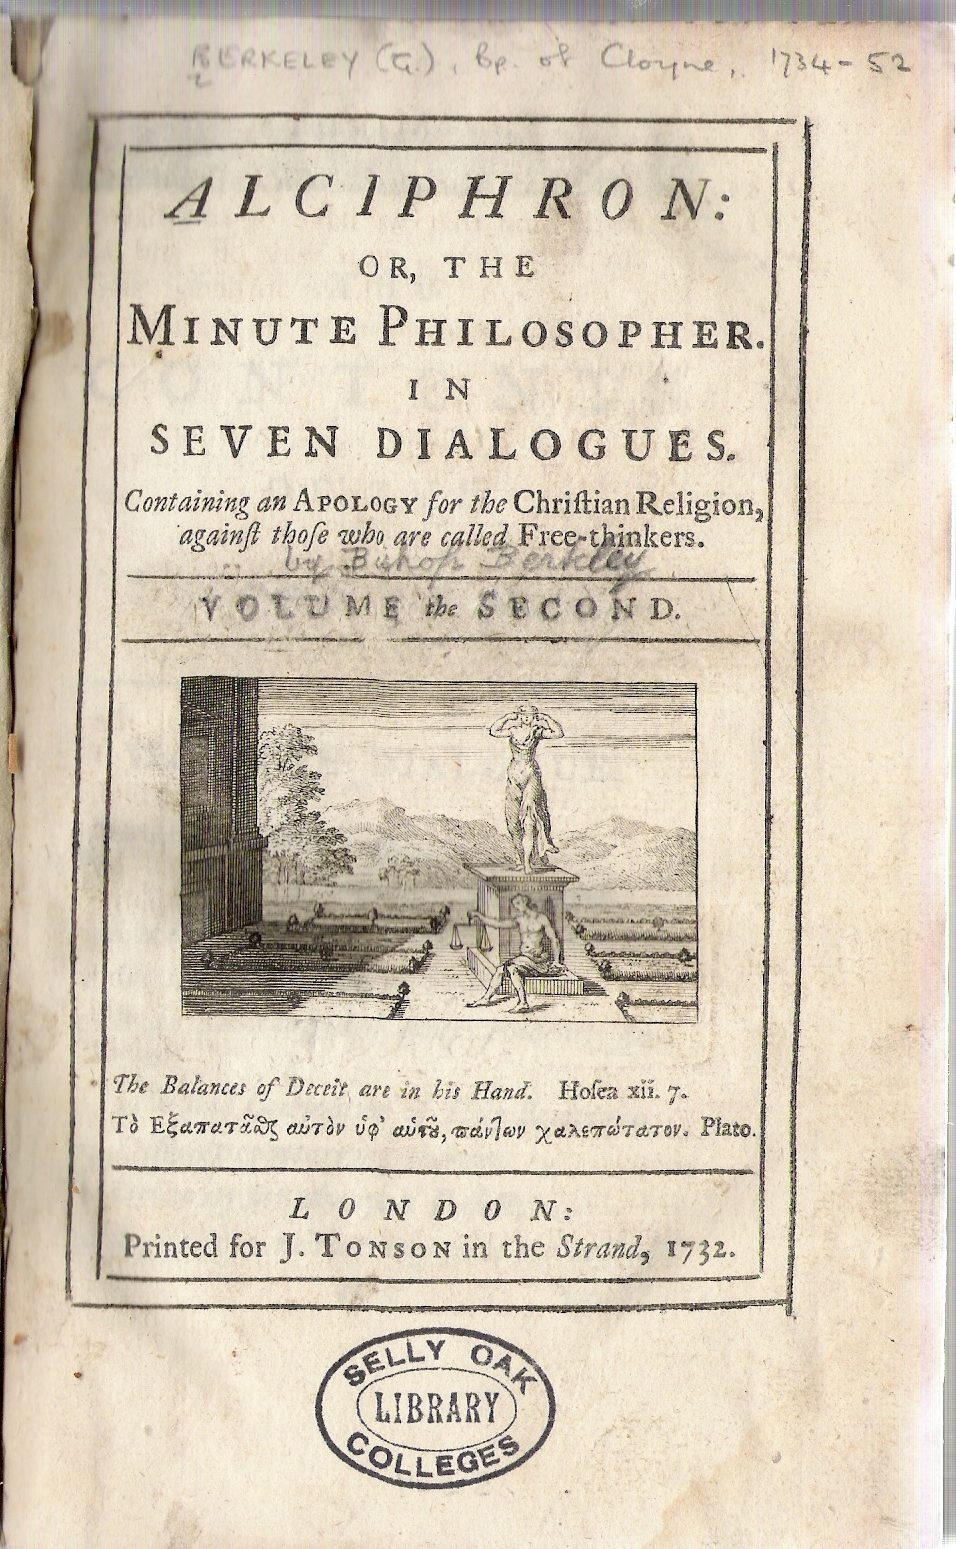 BERKELEY (G.), Bp. of Cloyne, 1734-52
ALCIPHRON:
OR, THE
MINUTE PHILOSOPHER.
IN
SEVEN DIALOGUES.
Containing an APOLOGY for the Chriſtian Religion,
againſt thoſe who are called Free-thinkers.
by Bishop Berkley
VOLUME the SECOND.
The Balances of Deceit are in his Hand. Hoſea xii. 7.
Τὸ Ἐξαπατᾶσθαι αὐτὸν ὑφ' αὑτοῦ, πάντων χαλεπώτατον. Plato.
LONDON:
Printed for J. TONSON in the Strand, 1732.
SELLY OAK
LIBRARY
COLLEGES